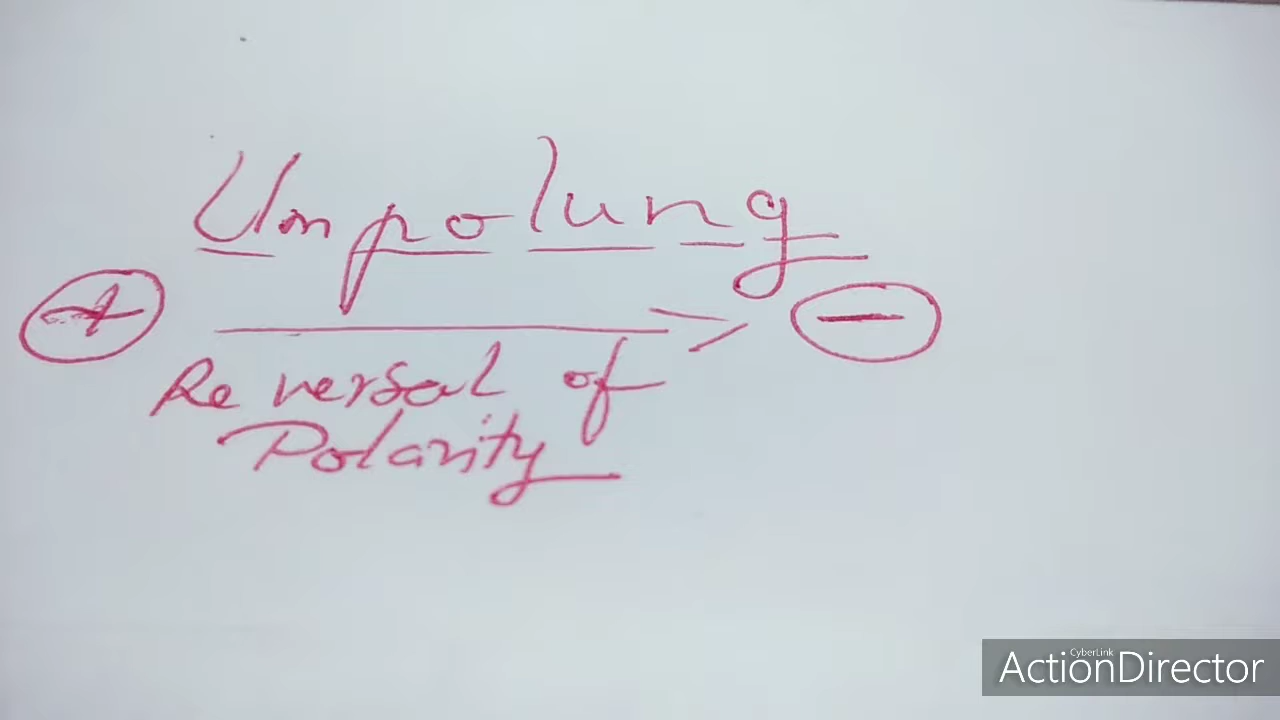 Umpolung
+ −
Reversal of
Polarity
CyberLink
ActionDirector